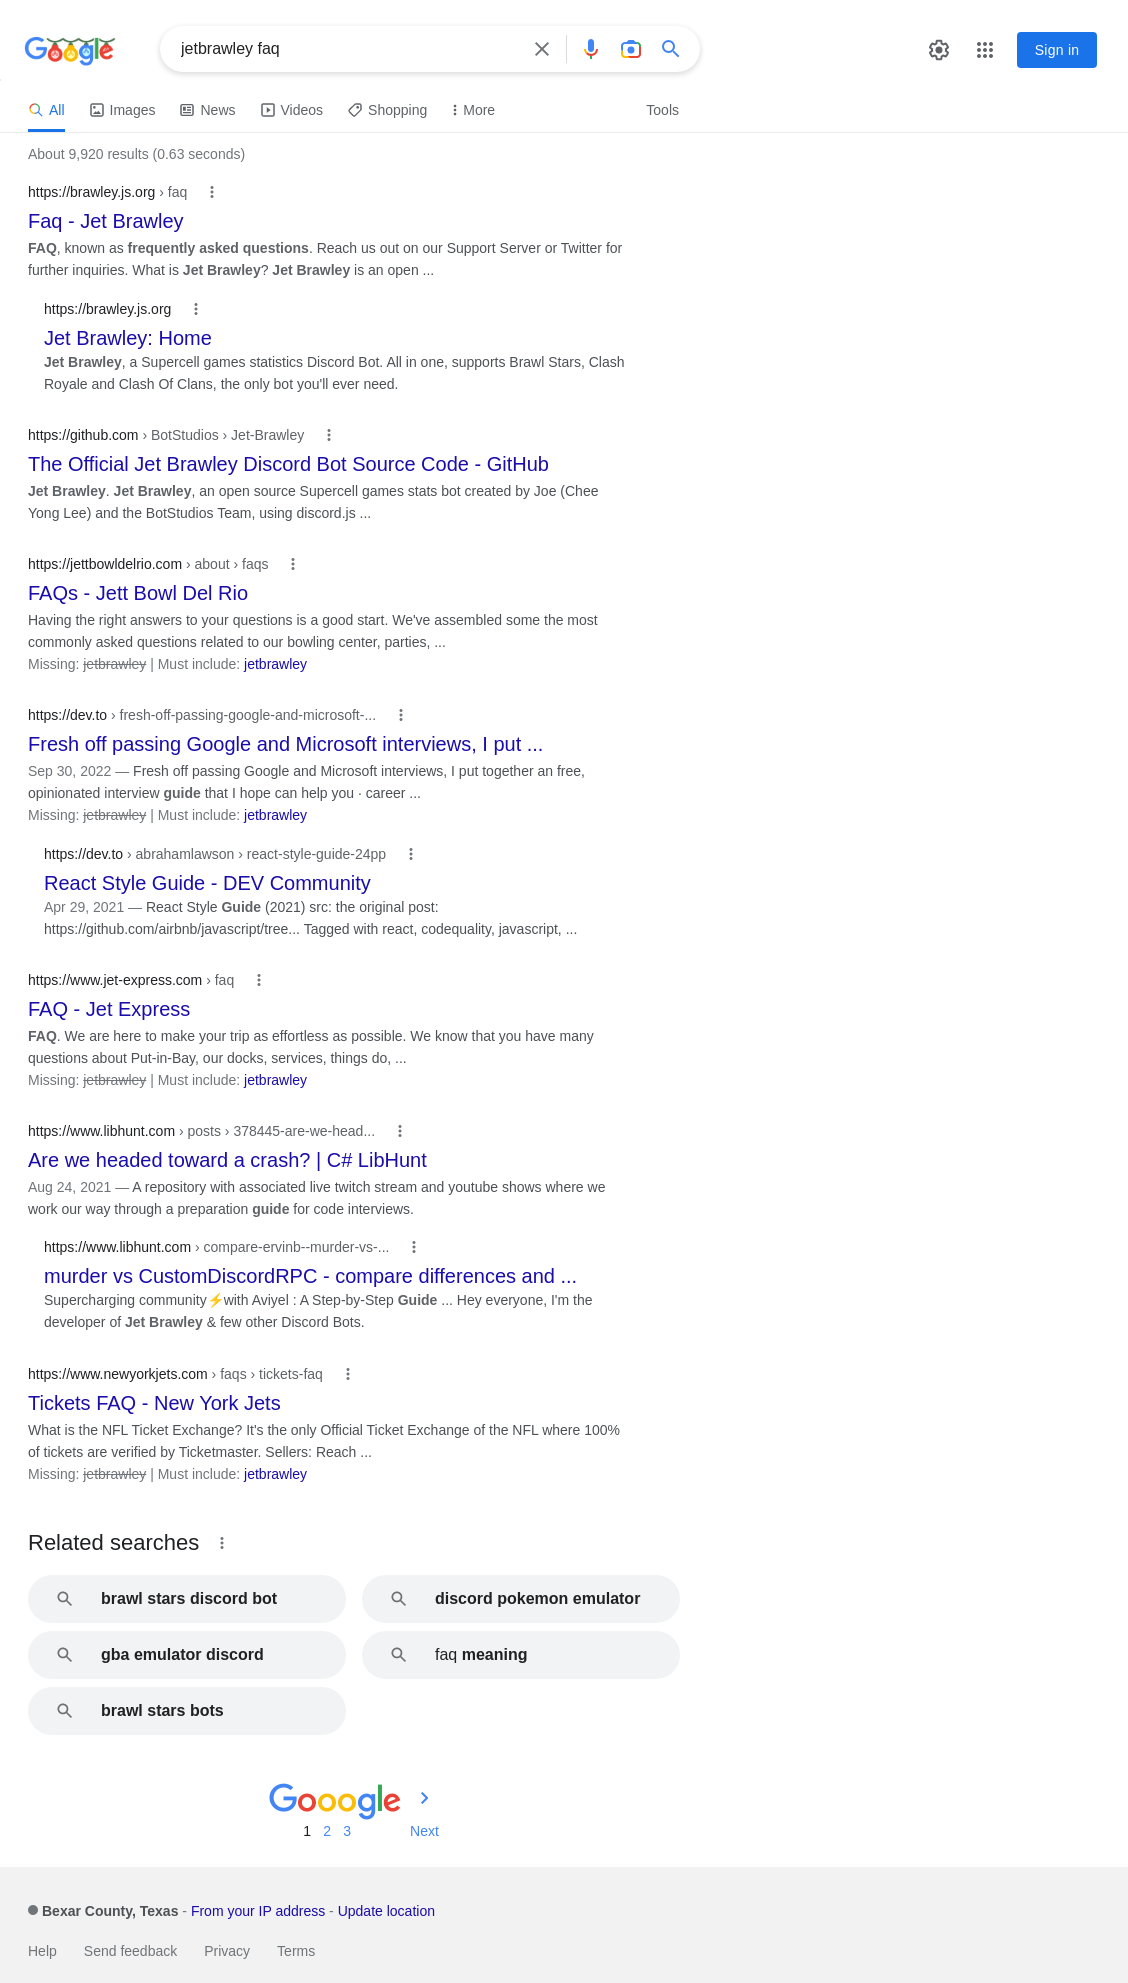 Google
jetbrawley faq
Sign in
All Images News Videos Shopping More Tools
About 9,920 results (0.63 seconds)
https://brawley.js.org › faq
Faq - Jet Brawley
FAQ, known as frequently asked questions. Reach us out on our Support Server or Twitter for
further inquiries. What is Jet Brawley? Jet Brawley is an open ...
https://brawley.js.org
Jet Brawley: Home
Jet Brawley, a Supercell games statistics Discord Bot. All in one, supports Brawl Stars, Clash
Royale and Clash Of Clans, the only bot you'll ever need.
https://github.com › BotStudios › Jet-Brawley
The Official Jet Brawley Discord Bot Source Code - GitHub
Jet Brawley. Jet Brawley, an open source Supercell games stats bot created by Joe (Chee
Yong Lee) and the BotStudios Team, using discord.js ...
https://jettbowldelrio.com › about › faqs
FAQs - Jett Bowl Del Rio
Having the right answers to your questions is a good start. We've assembled some the most
commonly asked questions related to our bowling center, parties, ...
Missing: jetbrawley | Must include: jetbrawley
https://dev.to › fresh-off-passing-google-and-microsoft-...
Fresh off passing Google and Microsoft interviews, I put ...
Sep 30, 2022 — Fresh off passing Google and Microsoft interviews, I put together an free,
opinionated interview guide that I hope can help you · career ...
Missing: jetbrawley | Must include: jetbrawley
https://dev.to › abrahamlawson › react-style-guide-24pp
React Style Guide - DEV Community
Apr 29, 2021 — React Style Guide (2021) src: the original post:
https://github.com/airbnb/javascript/tree... Tagged with react, codequality, javascript, ...
https://www.jet-express.com › faq
FAQ - Jet Express
FAQ. We are here to make your trip as effortless as possible. We know that you have many
questions about Put-in-Bay, our docks, services, things do, ...
Missing: jetbrawley | Must include: jetbrawley
https://www.libhunt.com › posts › 378445-are-we-head...
Are we headed toward a crash? | C# LibHunt
Aug 24, 2021 — A repository with associated live twitch stream and youtube shows where we
work our way through a preparation guide for code interviews.
https://www.libhunt.com › compare-ervinb--murder-vs-...
murder vs CustomDiscordRPC - compare differences and ...
Supercharging community⚡with Aviyel : A Step-by-Step Guide ... Hey everyone, I'm the
developer of Jet Brawley & few other Discord Bots.
https://www.newyorkjets.com › faqs › tickets-faq
Tickets FAQ - New York Jets
What is the NFL Ticket Exchange? It's the only Official Ticket Exchange of the NFL where 100%
of tickets are verified by Ticketmaster. Sellers: Reach ...
Missing: jetbrawley | Must include: jetbrawley
Related searches
brawl stars discord bot
discord pokemon emulator
gba emulator discord
faq meaning
brawl stars bots
Gooogle
1 2 3 Next
Bexar County, Texas - From your IP address - Update location
Help Send feedback Privacy Terms